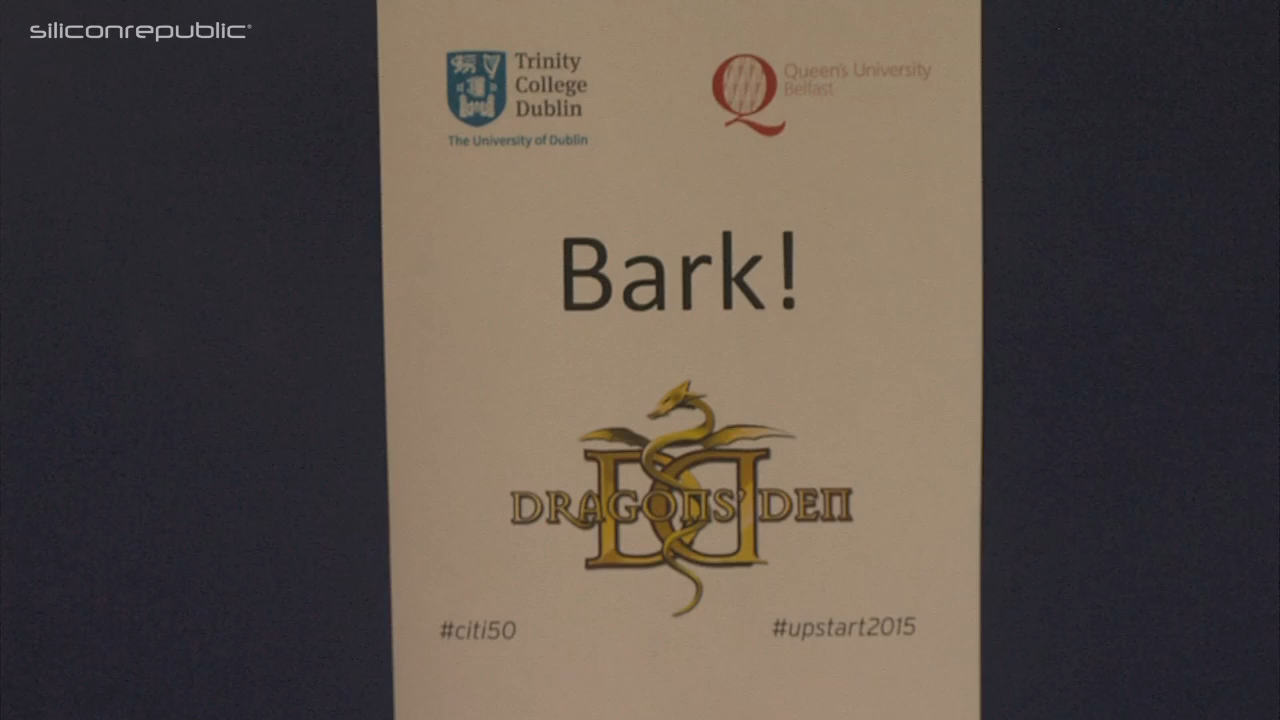 siliconrepublic
Trinity
College
Dublin
The University of Dublin
Queen's University
Belfast
Bark!
DRAGONS' DEN
#citi50
#upstart2015